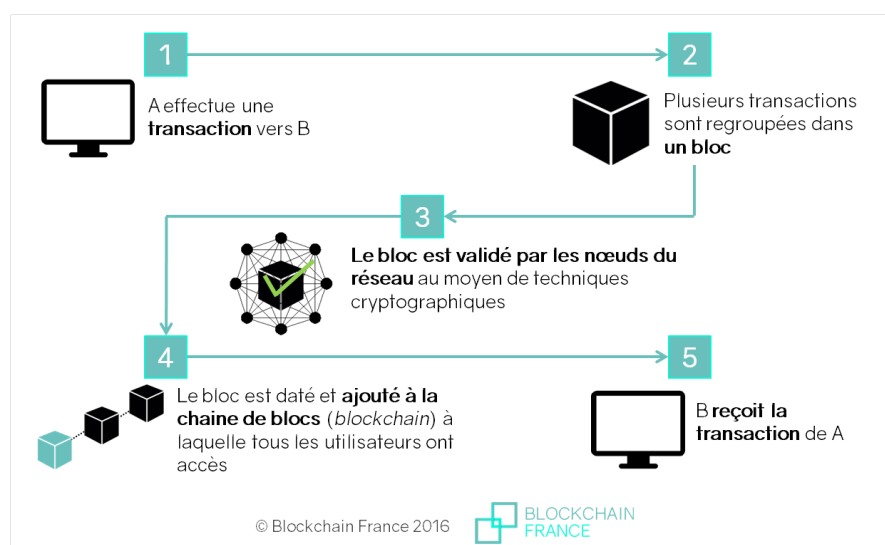 1
A effectue une
transaction vers B
2
Plusieurs transactions
sont regroupées dans
un bloc
3
Le bloc est validé par les nœuds du
réseau au moyen de techniques
cryptographiques
4
Le bloc est daté et ajouté à la
chaine de blocs (blockchain) à
laquelle tous les utilisateurs ont
accès
5
B reçoit la
transaction de A
© Blockchain France 2016
BLOCKCHAIN
FRANCE